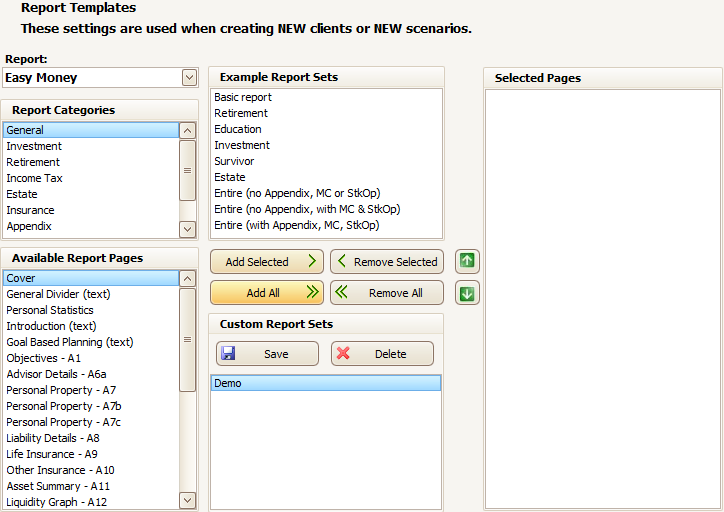 Report Templates
These settings are used when creating NEW clients or NEW scenarios.
Report:
Easy Money
Report Categories
General
Investment
Retirement
Income Tax
Estate
Insurance
Appendix
Available Report Pages
Cover
General Divider (text)
Personal Statistics
Introduction (text)
Goal Based Planning (text)
Objectives - A1
Advisor Details - A6a
Personal Property - A7
Personal Property - A7b
Personal Property - A7c
Liability Details - A8
Life Insurance - A9
Other Insurance - A10
Asset Summary - A11
Liquidity Graph - A12
Example Report Sets
Basic report
Retirement
Education
Investment
Survivor
Estate
Entire (no Appendix, MC or StkOp)
Entire (no Appendix, with MC & StkOp)
Entire (with Appendix, MC, StkOp)
Add Selected
Remove Selected
Add All
Remove All
Custom Report Sets
Save
Delete
Demo
Selected Pages